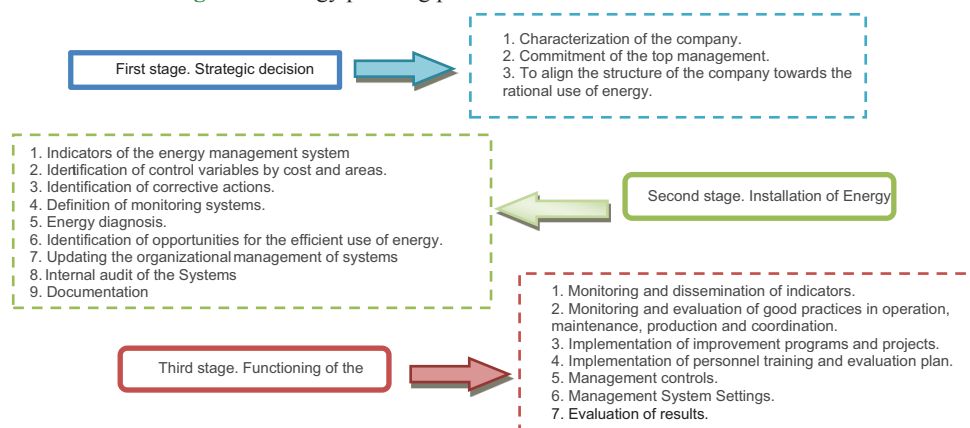 First stage. Strategic decision
1. Characterization of the company.
2. Commitment of the top management.
3. To align the structure of the company towards the
rational use of energy.
1. Indicators of the energy management system
2. Identification of control variables by cost and areas.
3. Identification of corrective actions.
4. Definition of monitoring systems.
5. Energy diagnosis.
6. Identification of opportunities for the efficient use of energy.
7. Updating the organizational management of systems
8. Internal audit of the Systems
9. Documentation
Second stage. Installation of Energy
Third stage. Functioning of the
1. Monitoring and dissemination of indicators.
2. Monitoring and evaluation of good practices in operation,
maintenance, production and coordination.
3. Implementation of improvement programs and projects.
4. Implementation of personnel training and evaluation plan.
5. Management controls.
6. Management System Settings.
7. Evaluation of results.